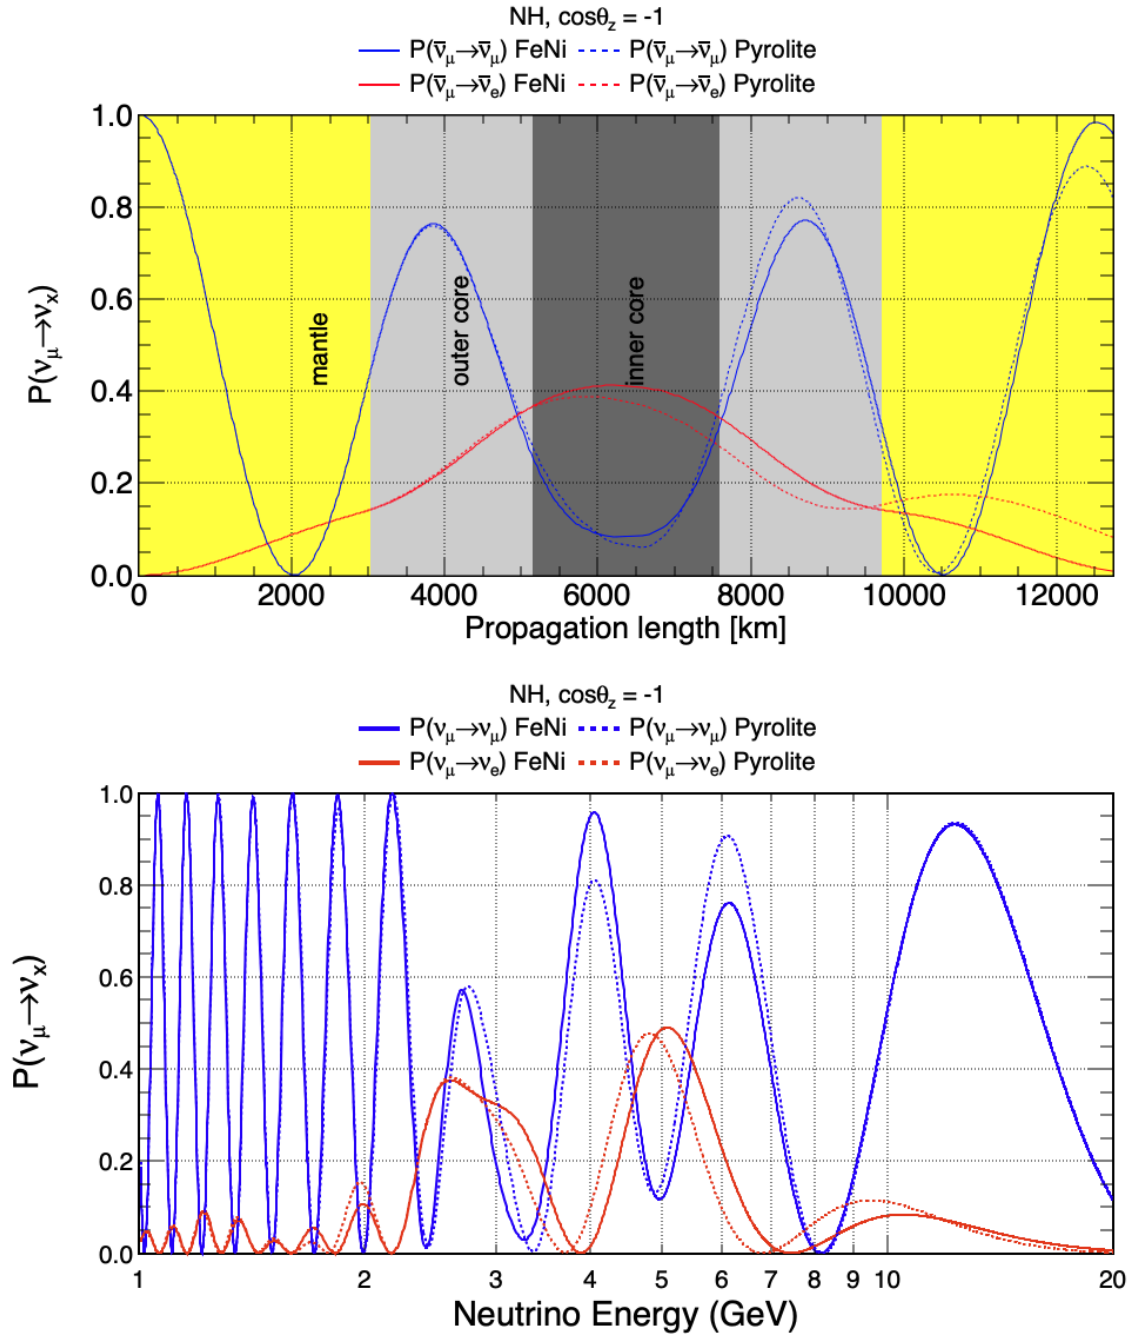 NH, cosθz = -1
P(ν̄μ→ν̄μ) FeNi P(ν̄μ→ν̄μ) Pyrolite
P(ν̄μ→ν̄e) FeNi P(ν̄μ→ν̄e) Pyrolite
P(νμ→νx)
1.0
0.8
0.6
0.4
0.2
0.0
mantle
outer core
inner core
0 2000 4000 6000 8000 10000 12000
Propagation length [km]
NH, cosθz = -1
P(νμ→νμ) FeNi P(νμ→νμ) Pyrolite
P(νμ→νe) FeNi P(νμ→νe) Pyrolite
P(νμ→νx)
1.0
0.8
0.6
0.4
0.2
0.0
1 2 3 4 5 6 7 8 9 10 20
Neutrino Energy (GeV)